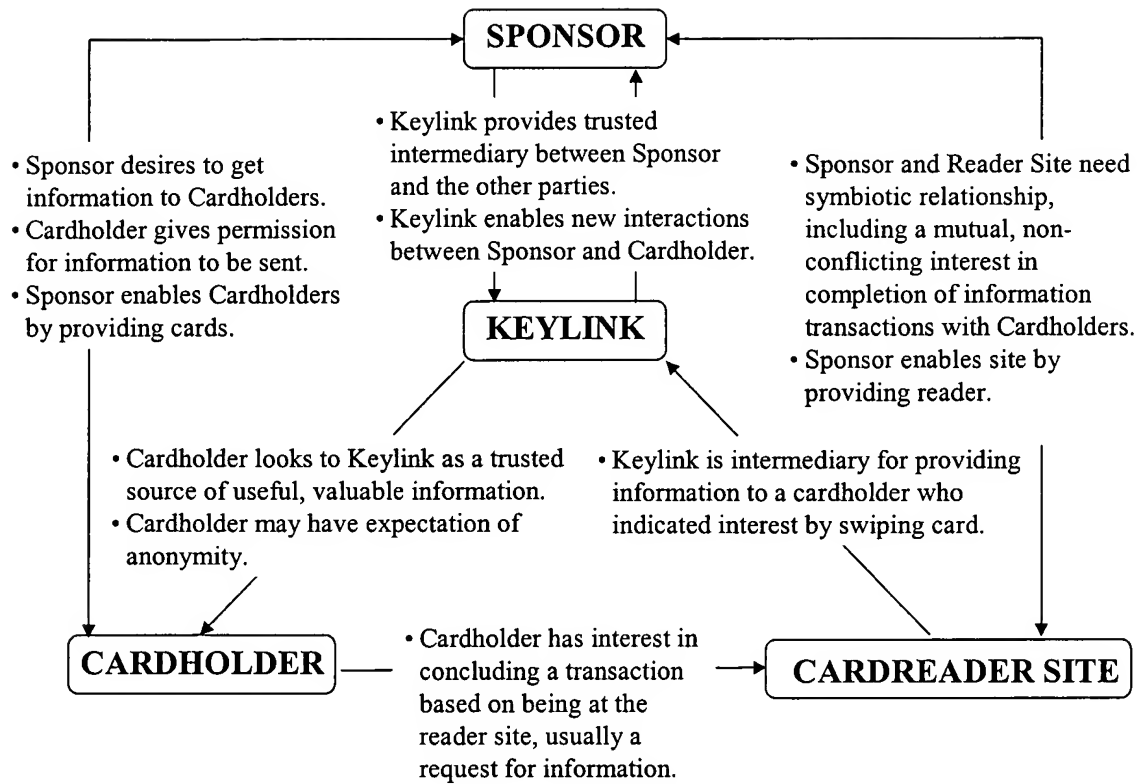 SPONSOR
• Keylink provides trusted
intermediary between Sponsor
and the other parties.
• Keylink enables new interactions
between Sponsor and Cardholder.
• Sponsor desires to get
information to Cardholders.
• Cardholder gives permission
for information to be sent.
• Sponsor enables Cardholders
by providing cards.
• Sponsor and Reader Site need
symbiotic relationship,
including a mutual, non-
conflicting interest in
completion of information
transactions with Cardholders.
• Sponsor enables site by
providing reader.
KEYLINK
• Cardholder looks to Keylink as a trusted
source of useful, valuable information.
• Cardholder may have expectation of
anonymity.
• Keylink is intermediary for providing
information to a cardholder who
indicated interest by swiping card.
CARDHOLDER
• Cardholder has interest in
concluding a transaction
based on being at the
reader site, usually a
request for information.
CARDREADER SITE